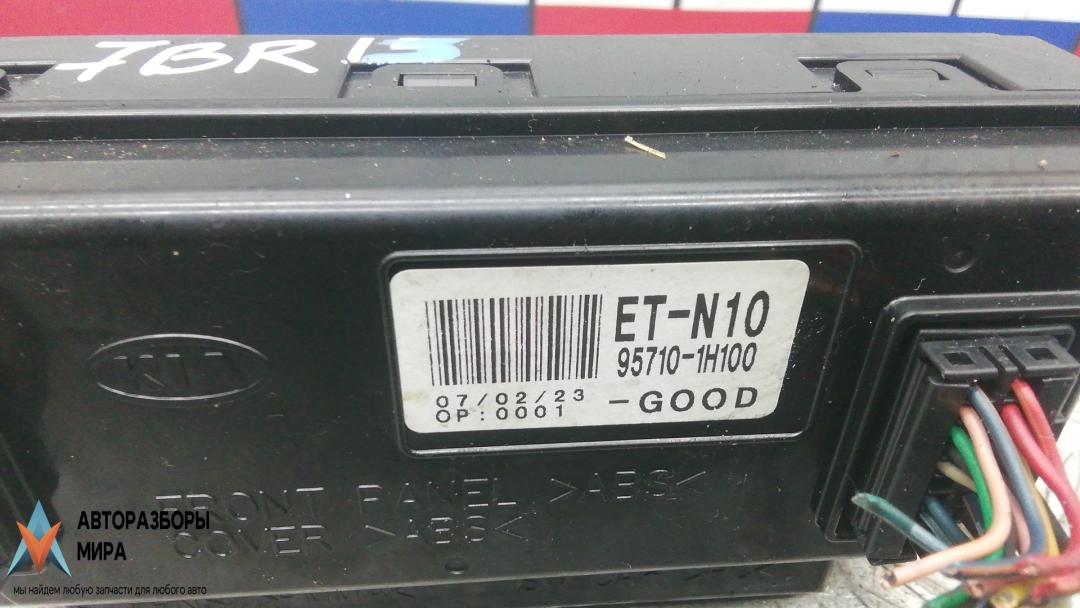 7BR 13
ET-N10
95710-1H100
07/02/23
OP:0001
-GOOD
KIA
FRONT PANEL >ABS<
COVER >ABS<
АВТОРАЗБОРЫ
МИРА
мы найдем любую запчасти для любого авто